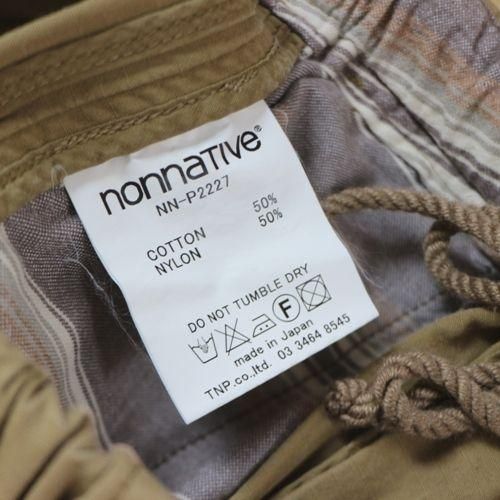 nonnaTIVe®
NN-P2227
COTTON 50%
NYLON 50%
DO NOT TUMBLE DRY
F
made in Japan
TNP.co.,ltd. 03 3464 8545